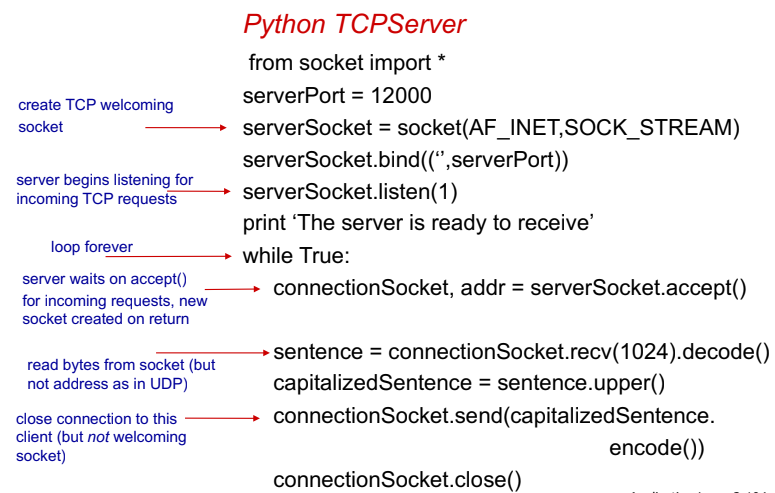 Python TCPServer
from socket import *
serverPort = 12000
create TCP welcoming
socket
serverSocket = socket(AF_INET,SOCK_STREAM)
serverSocket.bind((‘’,serverPort))
server begins listening for
incoming TCP requests
serverSocket.listen(1)
print ‘The server is ready to receive’
loop forever
while True:
server waits on accept()
for incoming requests, new
socket created on return
connectionSocket, addr = serverSocket.accept()
read bytes from socket (but
not address as in UDP)
sentence = connectionSocket.recv(1024).decode()
capitalizedSentence = sentence.upper()
close connection to this
client (but not welcoming
socket)
connectionSocket.send(capitalizedSentence.
encode())
connectionSocket.close()